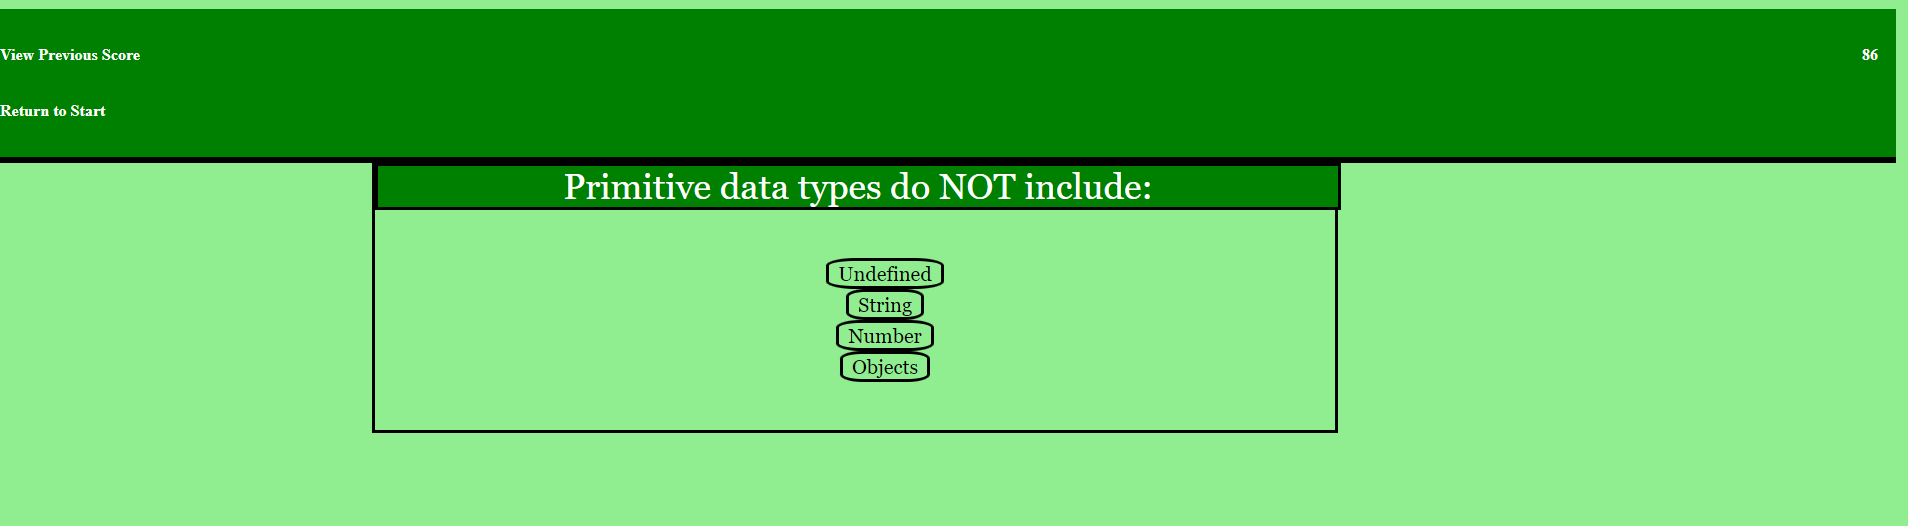 View Previous Score
86
Return to Start
Primitive data types do NOT include:
Undefined
String
Number
Objects